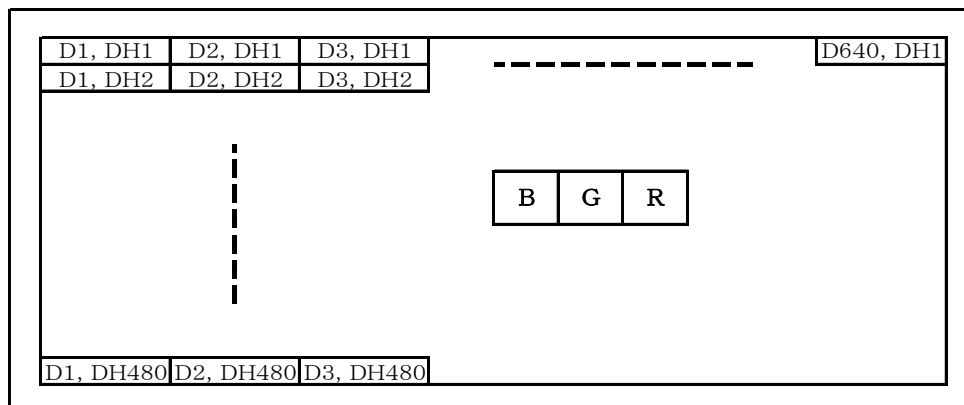 D1, DH1 D2, DH1 D3, DH1 D640, DH1
D1, DH2 D2, DH2 D3, DH2
B G R
D1, DH480 D2, DH480 D3, DH480